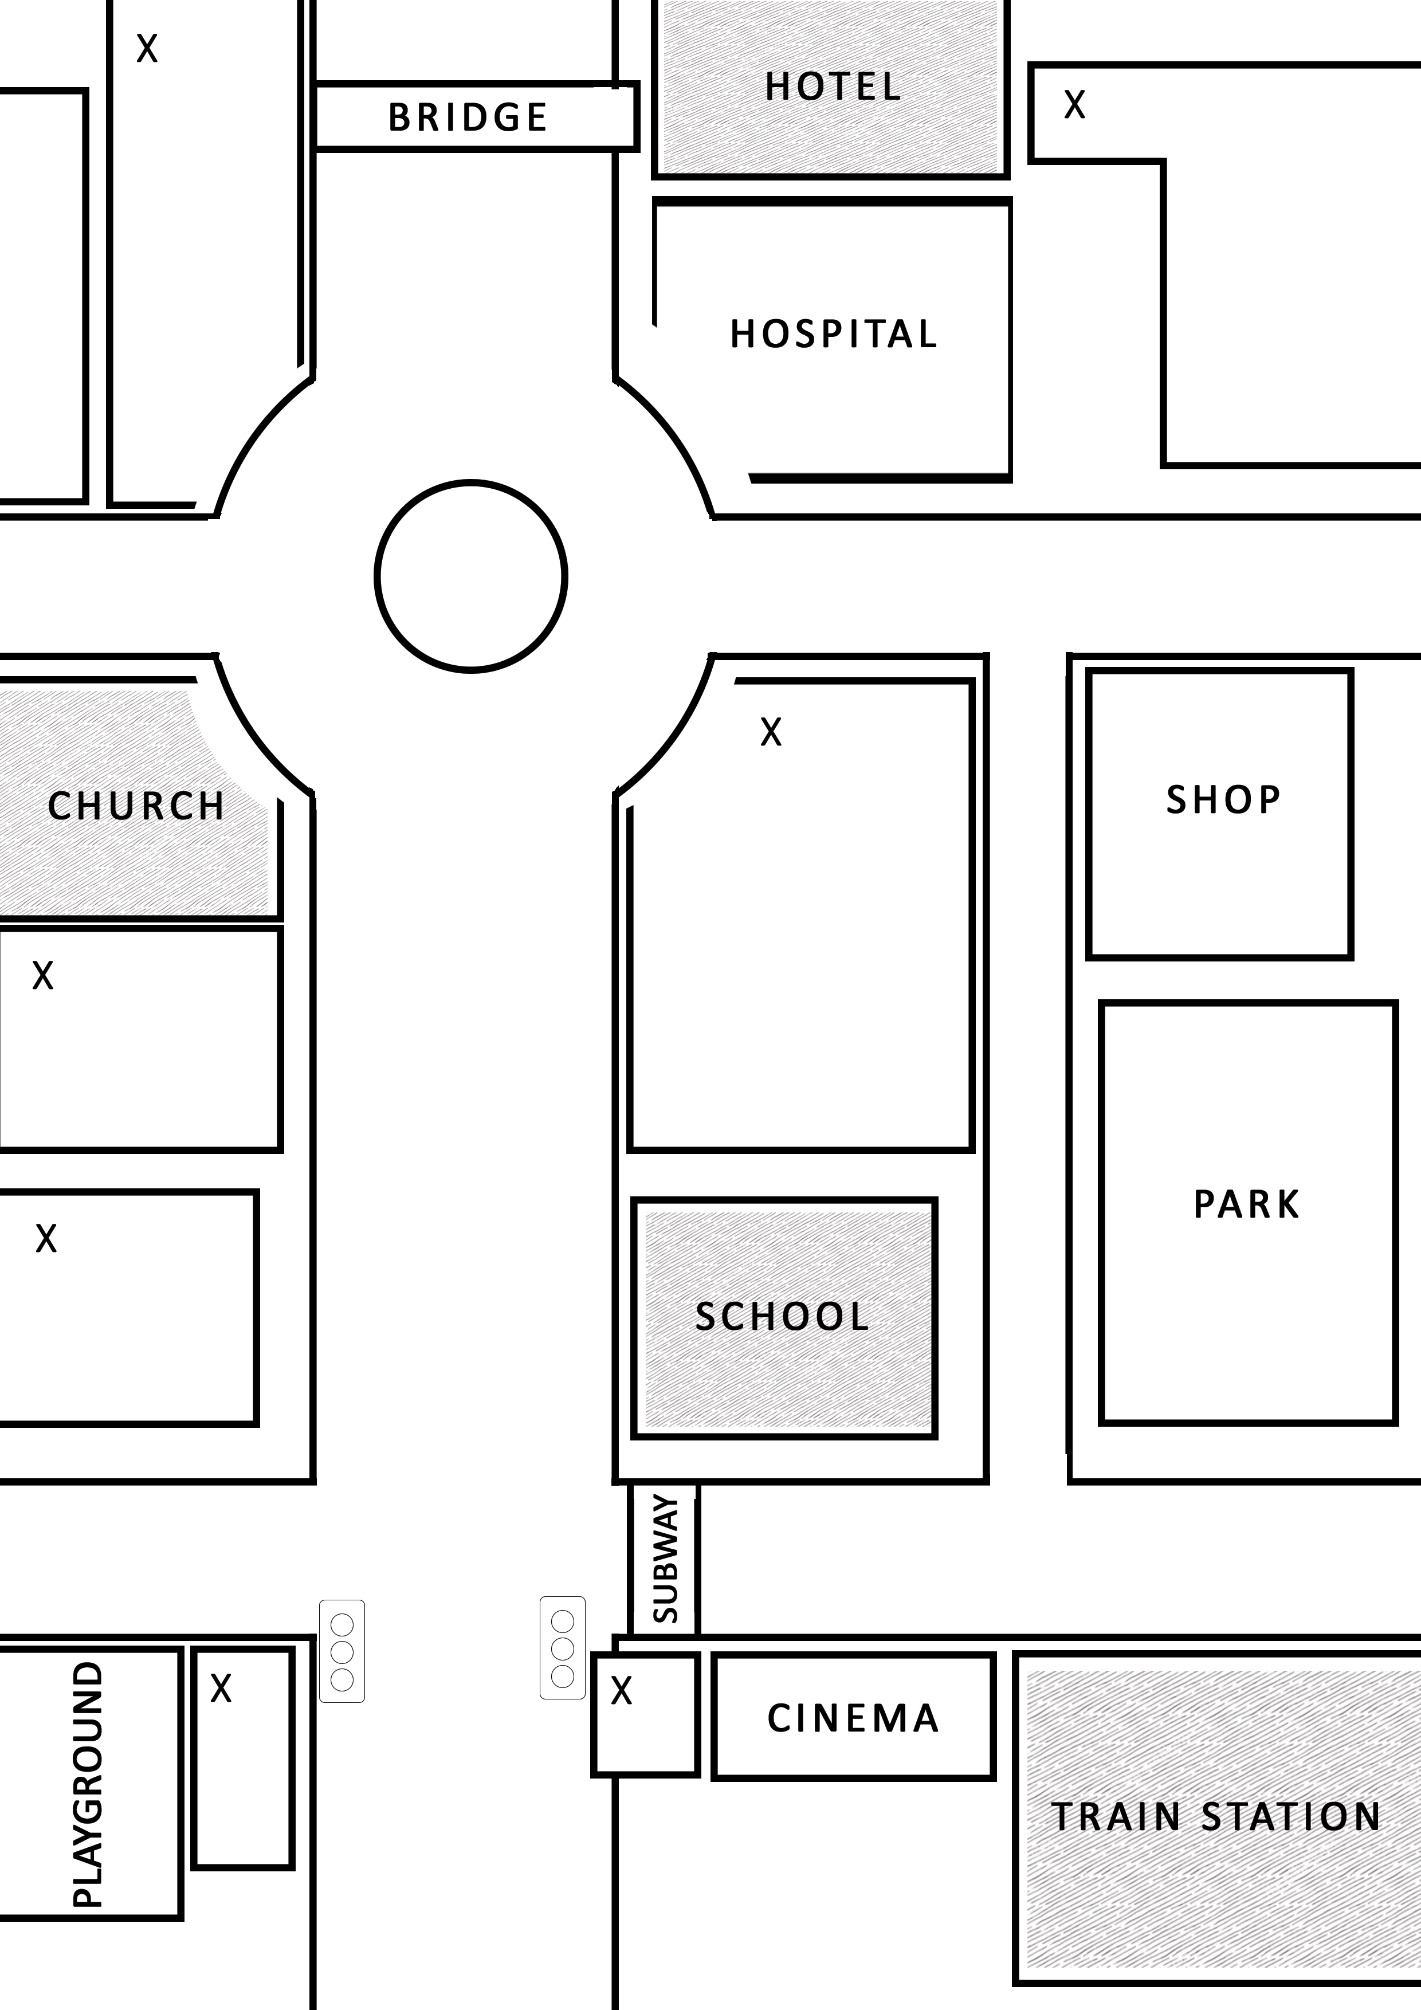 X
HOTEL
X
BRIDGE
HOSPITAL
X
SHOP
CHURCH
X
PARK
X
SCHOOL
SUBWAY
PLAYGROUND
X
X
CINEMA
TRAIN STATION